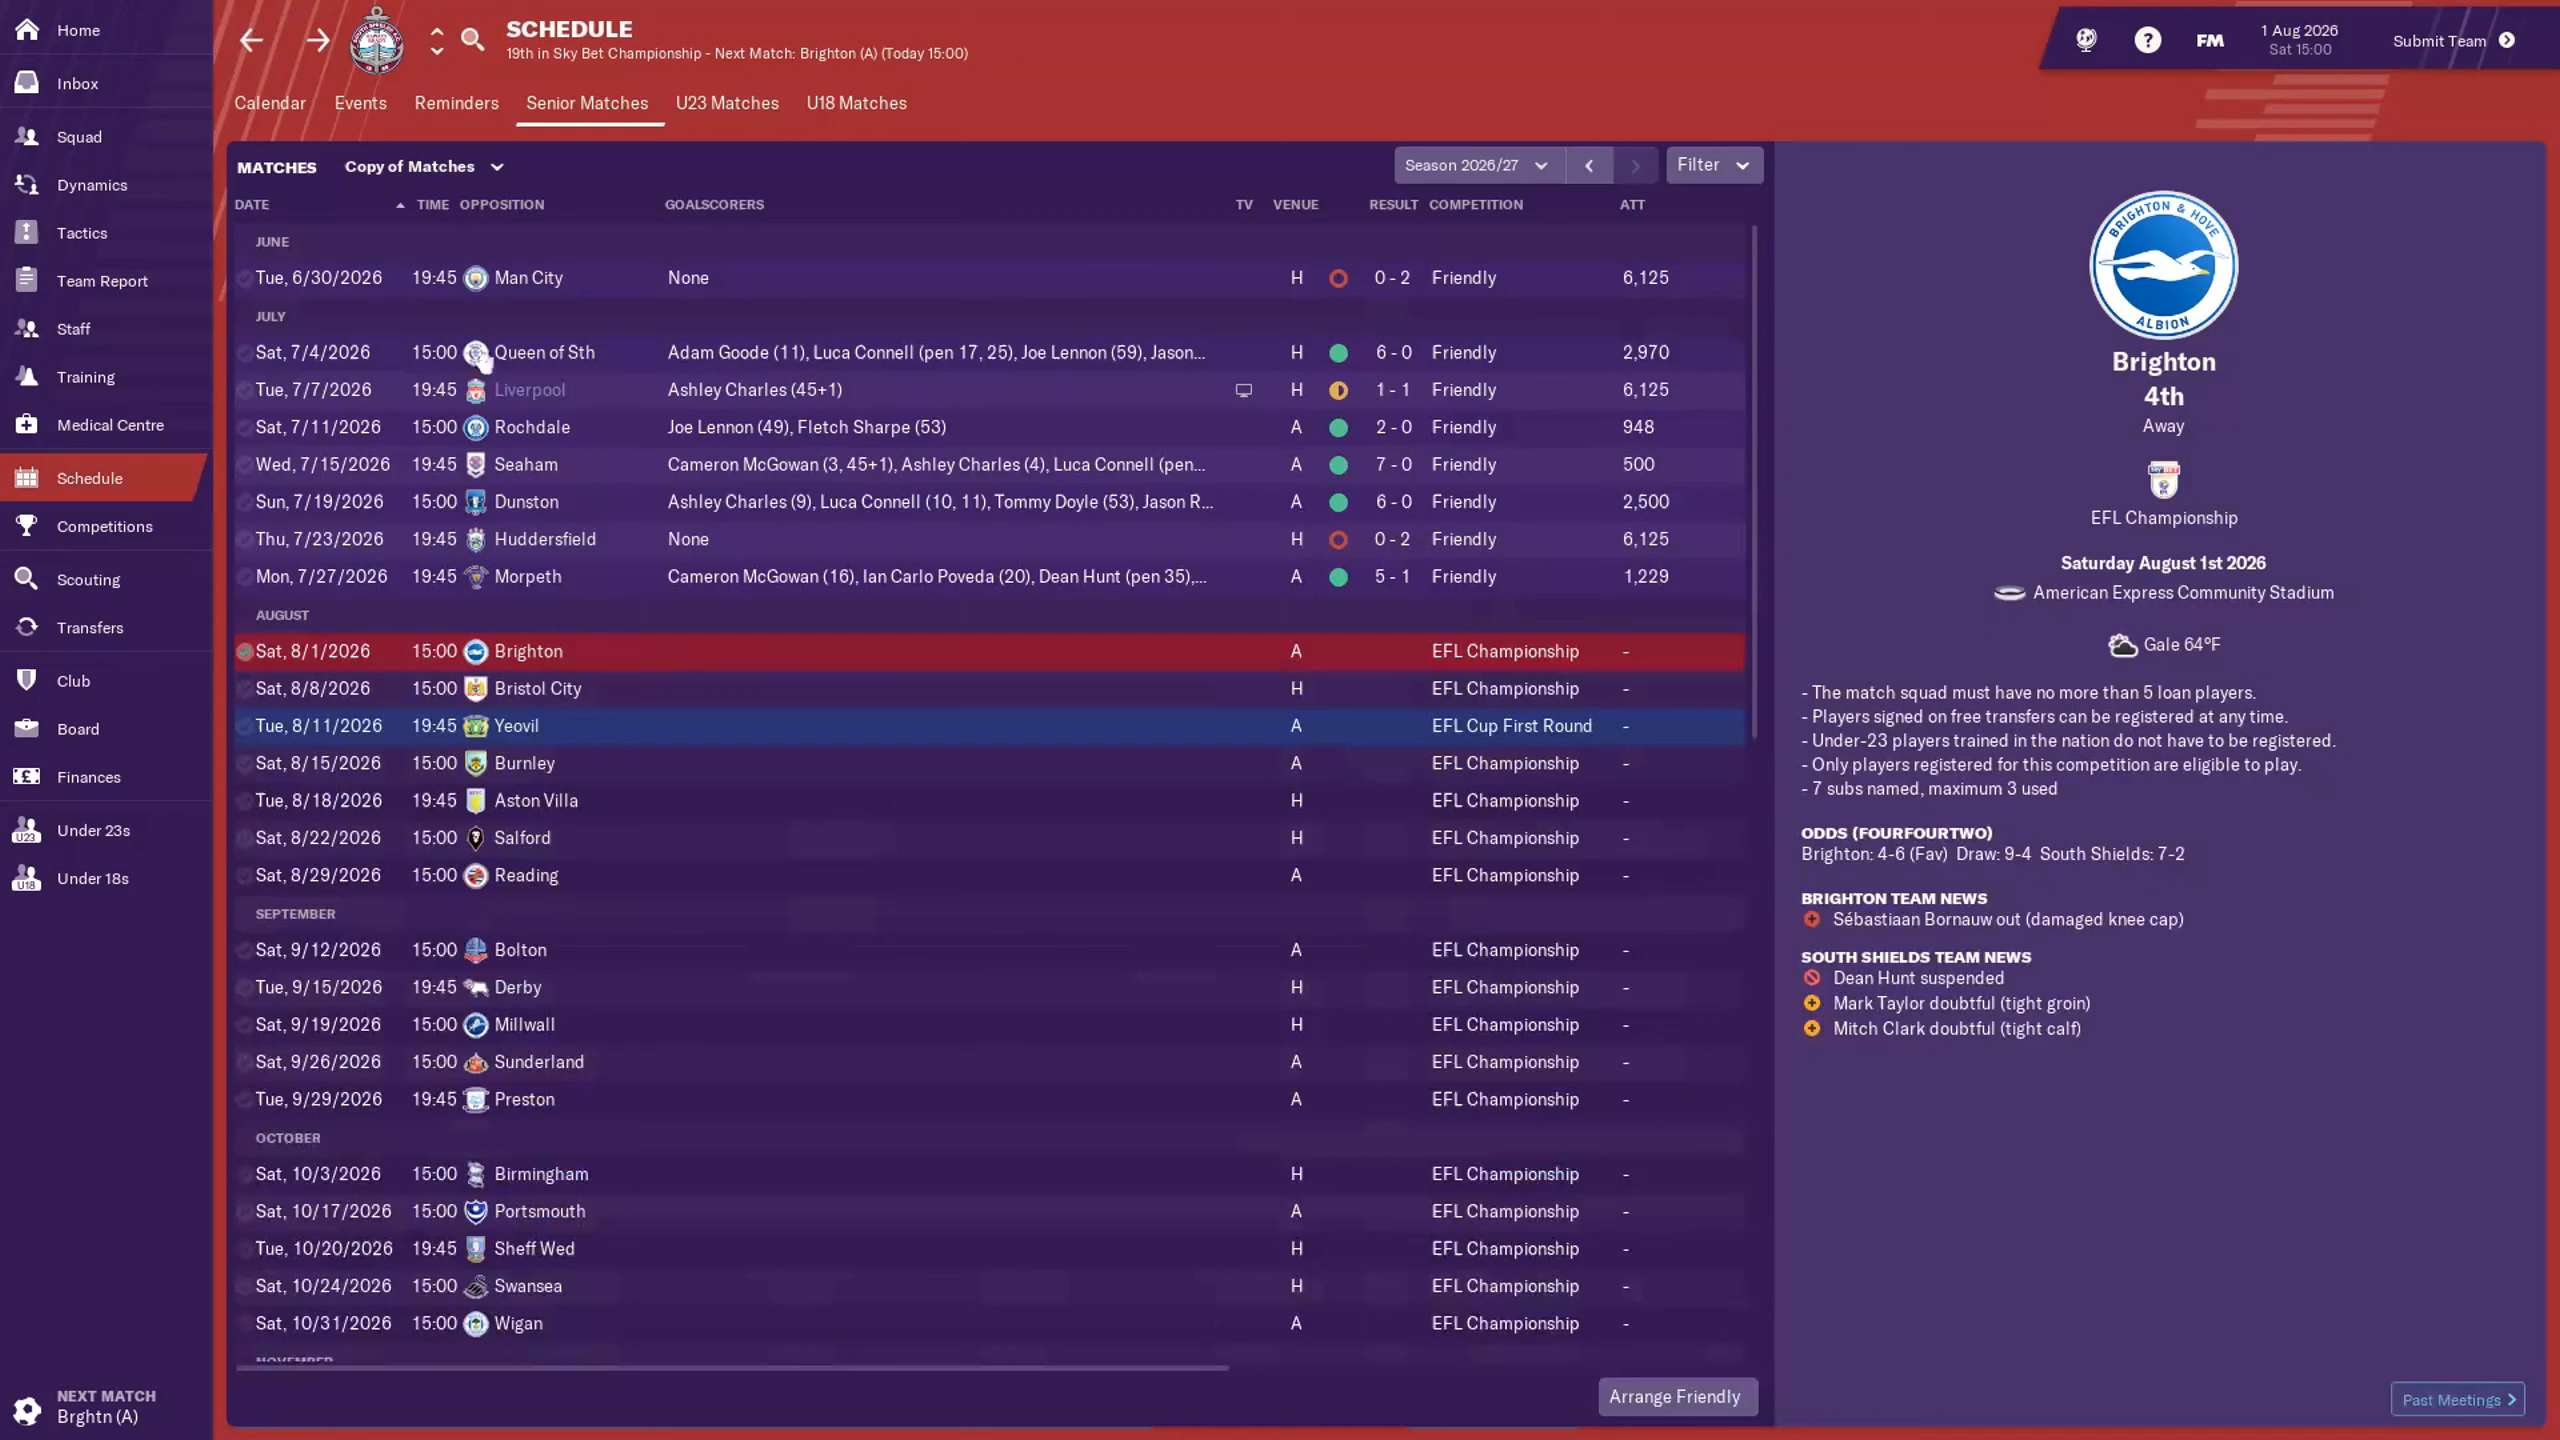 Home
Inbox
Squad
Dynamics
Tactics
Team Report
Staff
Training
Medical Centre
Schedule
Competitions
Scouting
Transfers
Club
Board
Finances
U23 Under 23s
U18 Under 18s
NEXT MATCH
Brghtn (A)
SCHEDULE
19th in Sky Bet Championship - Next Match: Brighton (A) (Today 15:00)
FM
1 Aug 2026
Sat 15:00
Submit Team
Calendar Events Reminders Senior Matches U23 Matches U18 Matches
MATCHES Copy of Matches Season 2026/27 Filter
DATE TIME OPPOSITION GOALSCORERS TV VENUE RESULT COMPETITION ATT
JUNE
Tue, 6/30/2026 19:45 Man City None H 0 - 2 Friendly 6,125
JULY
Sat, 7/4/2026 15:00 Queen of Sth Adam Goode (11), Luca Connell (pen 17, 25), Joe Lennon (59), Jason... H 6 - 0 Friendly 2,970
Tue, 7/7/2026 19:45 Liverpool Ashley Charles (45+1) H 1 - 1 Friendly 6,125
Sat, 7/11/2026 15:00 Rochdale Joe Lennon (49), Fletch Sharpe (53) A 2 - 0 Friendly 948
Wed, 7/15/2026 19:45 Seaham Cameron McGowan (3, 45+1), Ashley Charles (4), Luca Connell (pen... A 7 - 0 Friendly 500
Sun, 7/19/2026 15:00 Dunston Ashley Charles (9), Luca Connell (10, 11), Tommy Doyle (53), Jason R... A 6 - 0 Friendly 2,500
Thu, 7/23/2026 19:45 Huddersfield None H 0 - 2 Friendly 6,125
Mon, 7/27/2026 19:45 Morpeth Cameron McGowan (16), Ian Carlo Poveda (20), Dean Hunt (pen 35),... A 5 - 1 Friendly 1,229
AUGUST
Sat, 8/1/2026 15:00 Brighton A EFL Championship -
Sat, 8/8/2026 15:00 Bristol City H EFL Championship -
Tue, 8/11/2026 19:45 Yeovil A EFL Cup First Round -
Sat, 8/15/2026 15:00 Burnley A EFL Championship -
Tue, 8/18/2026 19:45 Aston Villa H EFL Championship -
Sat, 8/22/2026 15:00 Salford H EFL Championship -
Sat, 8/29/2026 15:00 Reading A EFL Championship -
SEPTEMBER
Sat, 9/12/2026 15:00 Bolton A EFL Championship -
Tue, 9/15/2026 19:45 Derby H EFL Championship -
Sat, 9/19/2026 15:00 Millwall H EFL Championship -
Sat, 9/26/2026 15:00 Sunderland A EFL Championship -
Tue, 9/29/2026 19:45 Preston A EFL Championship -
OCTOBER
Sat, 10/3/2026 15:00 Birmingham H EFL Championship -
Sat, 10/17/2026 15:00 Portsmouth A EFL Championship -
Tue, 10/20/2026 19:45 Sheff Wed H EFL Championship -
Sat, 10/24/2026 15:00 Swansea H EFL Championship -
Sat, 10/31/2026 15:00 Wigan A EFL Championship -
NOVEMBER
Arrange Friendly
BRIGHTON & HOVE
ALBION
Brighton
4th
Away
SKY BET
EFL
EFL Championship
Saturday August 1st 2026
American Express Community Stadium
Gale 64°F
- The match squad must have no more than 5 loan players.
- Players signed on free transfers can be registered at any time.
- Under-23 players trained in the nation do not have to be registered.
- Only players registered for this competition are eligible to play.
- 7 subs named, maximum 3 used
ODDS (FOURFOURTWO)
Brighton: 4-6 (Fav) Draw: 9-4 South Shields: 7-2
BRIGHTON TEAM NEWS
Sébastiaan Bornauw out (damaged knee cap)
SOUTH SHIELDS TEAM NEWS
Dean Hunt suspended
Mark Taylor doubtful (tight groin)
Mitch Clark doubtful (tight calf)
Past Meetings